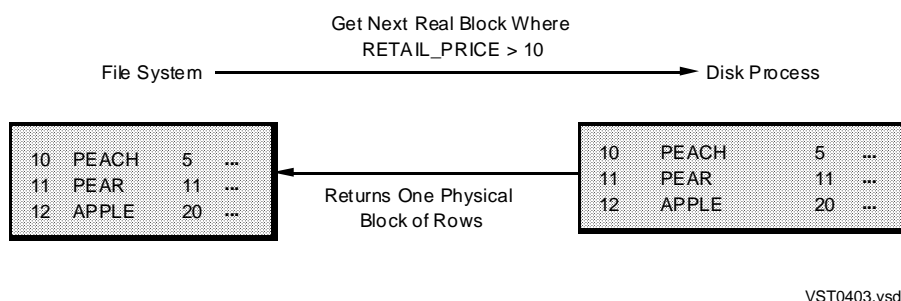 Get Next Real Block Where
RETAIL_PRICE > 10
File System
Disk Process
10 PEACH 5 ...
11 PEAR 11 ...
12 APPLE 20 ...
Returns One Physical
Block of Rows
10 PEACH 5 ...
11 PEAR 11 ...
12 APPLE 20 ...
VST0403.vsd